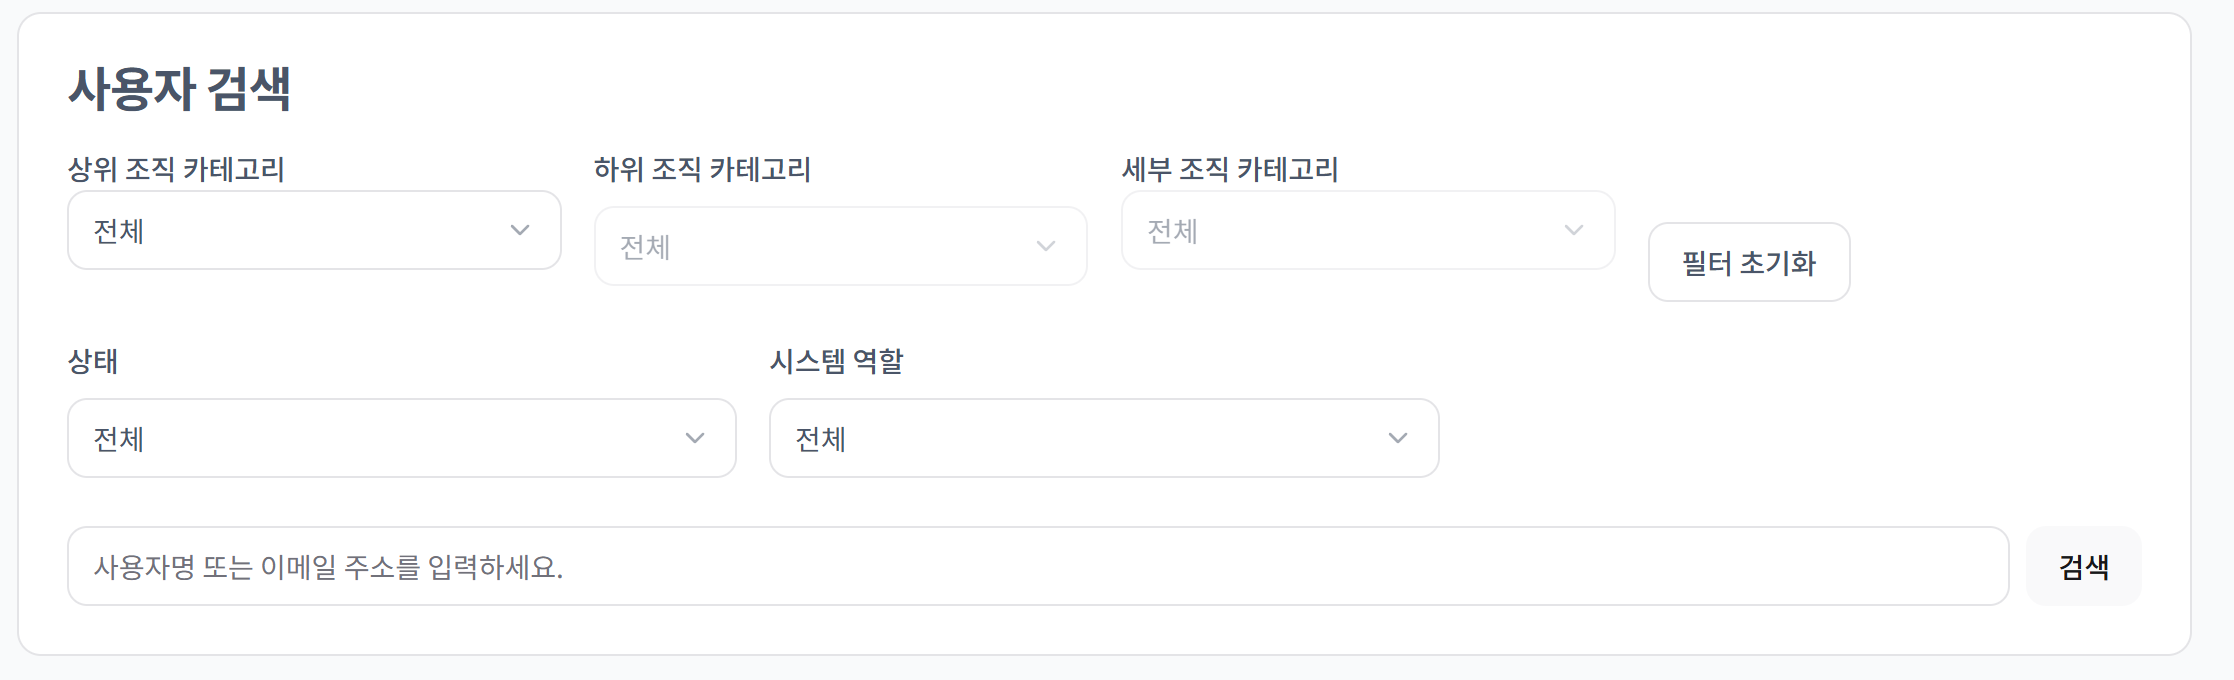 사용자 검색
상위 조직 카테고리
하위 조직 카테고리
세부 조직 카테고리
전체
전체
전체
필터 초기화
상태
시스템 역할
전체
전체
사용자명 또는 이메일 주소를 입력하세요.
검색